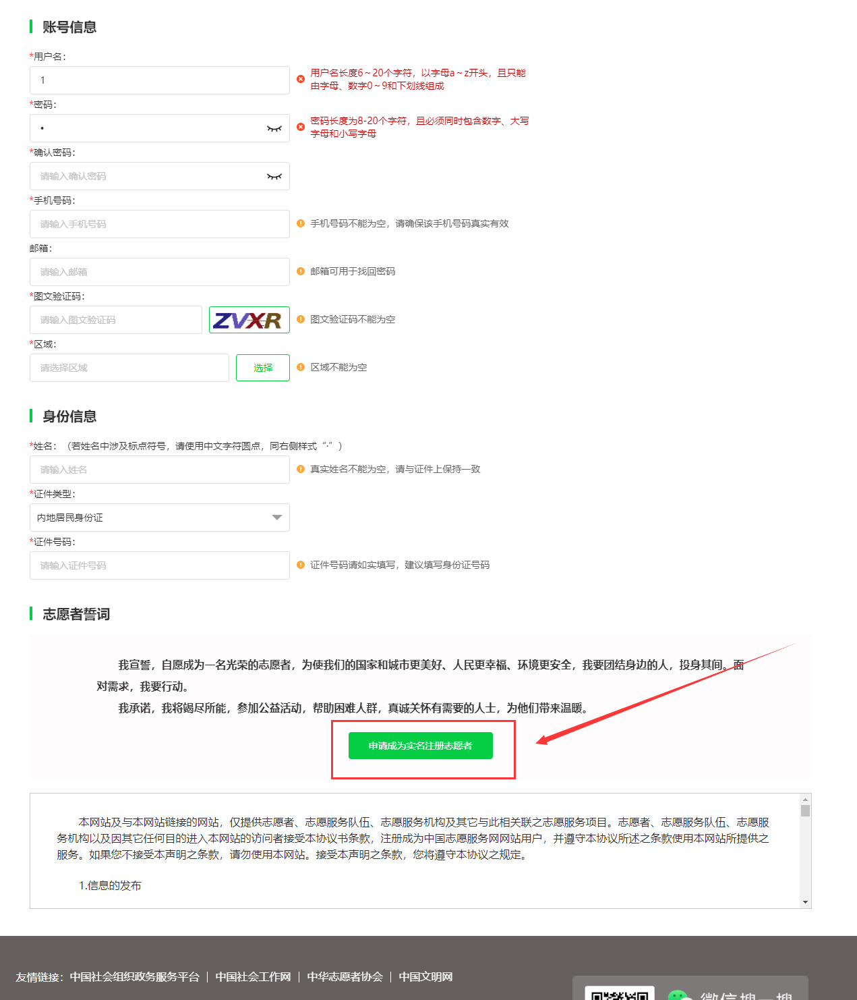 账号信息
*用户名：
1
用户名长度6～20个字符，以字母a～z开头，且只能
由字母、数字0～9和下划线组成
*密码：
•
密码长度为8-20个字符，且必须同时包含数字、大写
字母和小写字母
*确认密码：
请输入确认密码
*手机号码：
请输入手机号码
手机号码不能为空，请确保该手机号码真实有效
邮箱：
请输入邮箱
邮箱可用于找回密码
*图文验证码：
请输入图文验证码
ZVXR
图文验证码不能为空
*区域：
请选择区域
选择
区域不能为空
身份信息
*姓名：（若姓名中涉及标点符号，请使用中文字符圆点，同右侧样式“·”）
请输入姓名
真实姓名不能为空，请与证件上保持一致
*证件类型：
内地居民身份证
*证件号码：
请输入证件号码
证件号码请如实填写，建议填写身份证号码
志愿者誓词
我宣誓，自愿成为一名光荣的志愿者，为使我们的国家和城市更美好、人民更幸福、环境更安全，我要团结身边的人，投身其间。面
对需求，我要行动。
我承诺，我将竭尽所能，参加公益活动，帮助困难人群，真诚关怀有需要的人士，为他们带来温暖。
申请成为实名注册志愿者
本网站及与本网站链接的网站，仅提供志愿者、志愿服务队伍、志愿服务机构及其它与此相关联之志愿服务项目。志愿者、志愿服务队伍、志愿服
务机构以及因其它任何目的进入本网站的访问者接受本协议书条款，注册成为中国志愿服务网网站用户，并遵守本协议所述之条款使用本网站所提供之
服务。如果您不接受本声明之条款，请勿使用本网站。接受本声明之条款，您将遵守本协议之规定。
1.信息的发布
友情链接：中国社会组织政务服务平台｜中国社会工作网｜中华志愿者协会｜中国文明网
微信搜一搜